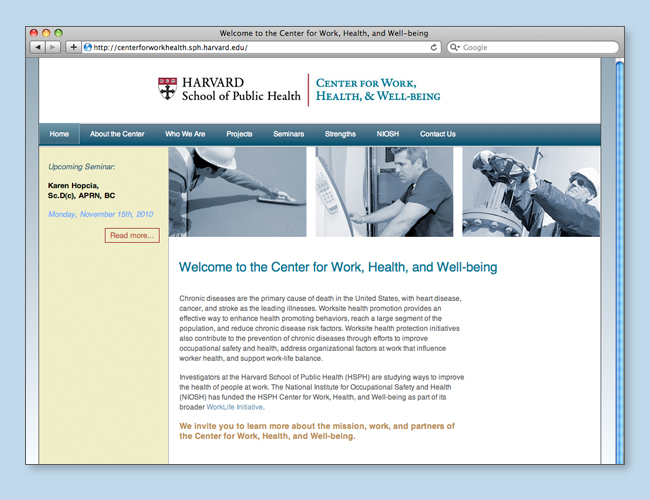 Welcome to the Center for Work, Health, and Well-being
http://centerforworkhealth.sph.harvard.edu/
Google
HARVARD
School of Public Health
CENTER FOR WORK,
HEALTH, & WELL-BEING
Home About the Center Who We Are Projects Seminars Strengths NIOSH Contact Us
Upcoming Seminar:
Karen Hopcia,
Sc.D(c), APRN, BC
Monday, November 15th, 2010
Read more...
Welcome to the Center for Work, Health, and Well-being
Chronic diseases are the primary cause of death in the United States, with heart disease,
cancer, and stroke as the leading illnesses. Worksite health promotion provides an
effective way to enhance health promoting behaviors, reach a large segment of the
population, and reduce chronic disease risk factors. Worksite health protection initiatives
also contribute to the prevention of chronic diseases through efforts to improve
occupational safety and health, address organizational factors at work that influence
worker health, and support work-life balance.
Investigators at the Harvard School of Public Health (HSPH) are studying ways to improve
the health of people at work. The National Institute for Occupational Safety and Health
(NIOSH) has funded the HSPH Center for Work, Health, and Well-being as part of its
broader WorkLife Initiative.
We invite you to learn more about the mission, work, and partners of
the Center for Work, Health, and Well-being.